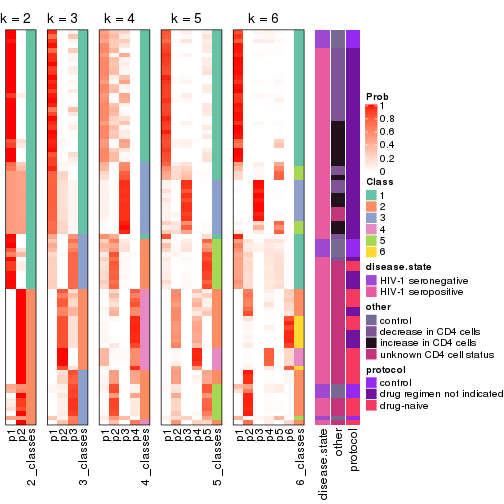 k = 2
k = 3
k = 4
k = 5
k = 6
Prob
1
0.8
0.6
0.4
0.2
0
Class
1
2
3
4
5
6
disease.state
HIV-1 seronegative
HIV-1 seropositive
other
control
decrease in CD4 cells
increase in CD4 cells
unknown CD4 cell status
protocol
control
drug regimen not indicated
drug-naive
p1
p2
2_classes
p1
p2
p3
3_classes
p1
p2
p3
p4
4_classes
p1
p2
p3
p4
p5
5_classes
p1
p2
p3
p4
p5
p6
6_classes
disease.state
other
protocol